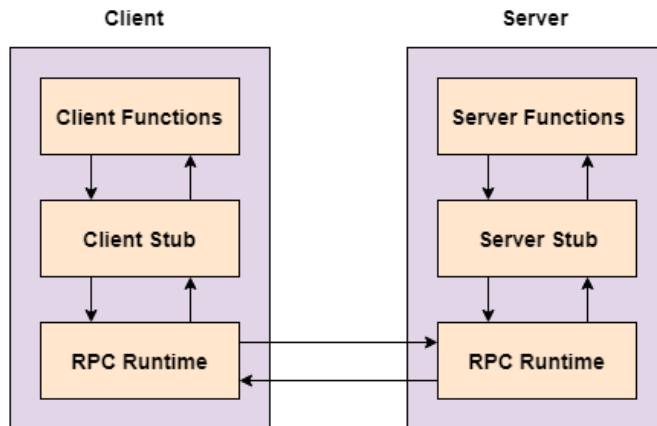 Client
Server
Client Functions
Server Functions
Client Stub
Server Stub
RPC Runtime
RPC Runtime